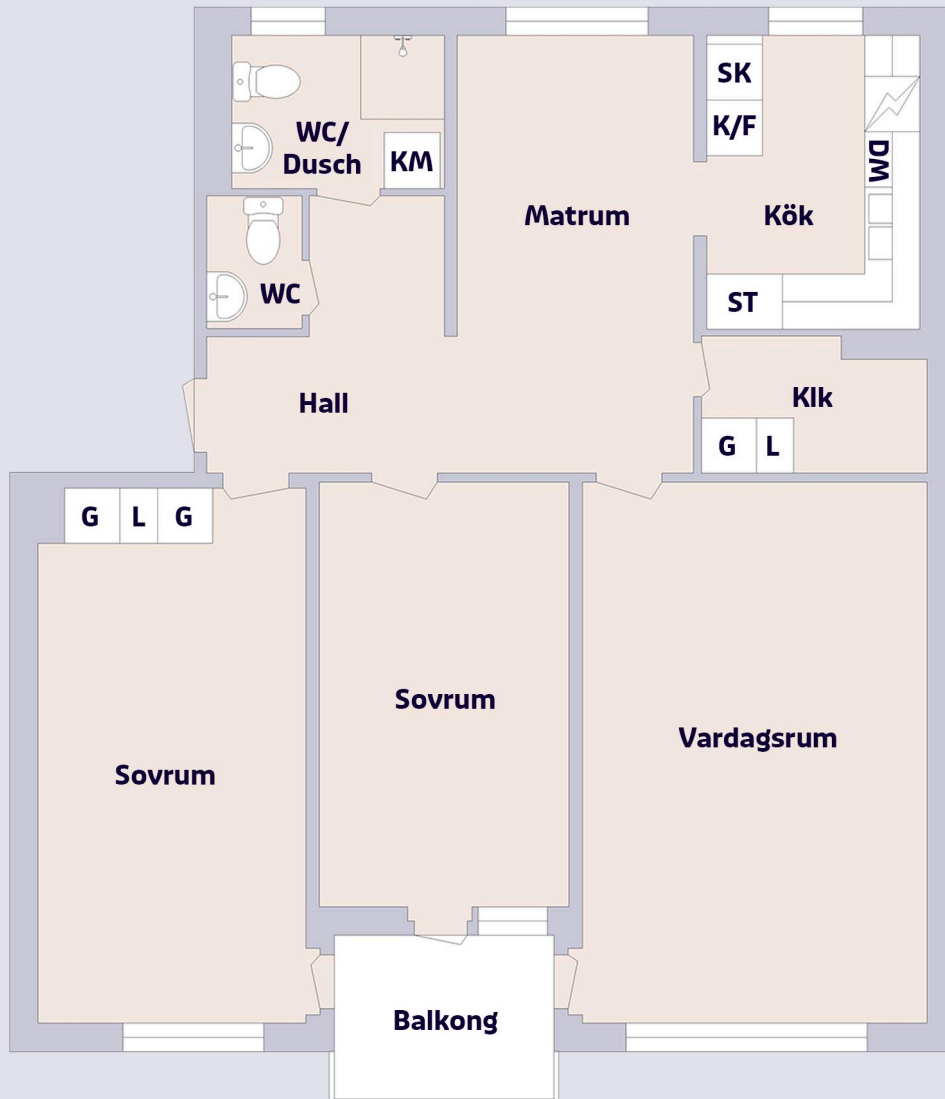 SK
K/F
WC/
Dusch
KM
DM
Matrum
Kök
WC
ST
Hall
Klk
G
L
G
L
G
Sovrum
Vardagsrum
Sovrum
Balkong